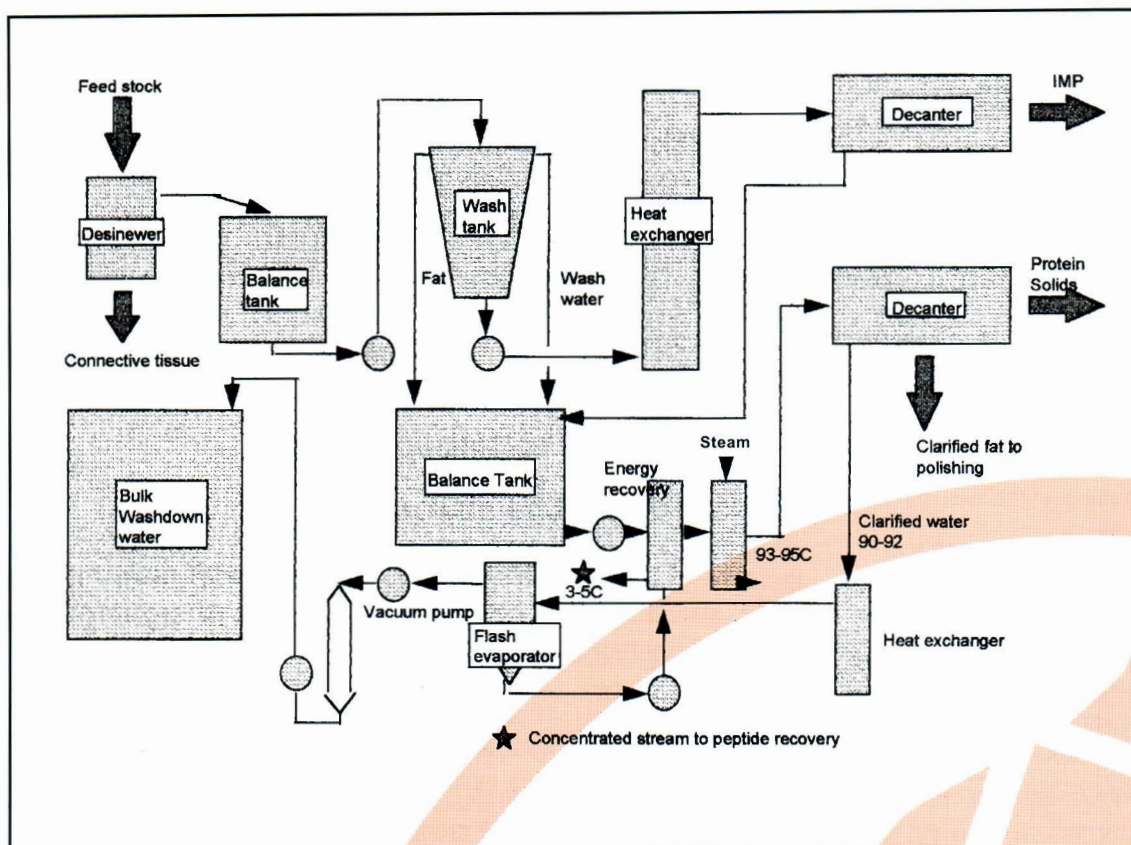 Feed stock
IMP
Decanter
Desinewer
Wash
tank
Heat
exchanger
Balance
tank
Fat
Wash
water
Protein
Solids
Decanter
Connective tissue
Steam
Clarified fat to
polishing
Energy
recovery
Balance Tank
Bulk
Washdown
water
Clarified water
90-92
93-95C
3-5C
Vacuum pump
Flash
evaporator
Heat exchanger
Concentrated stream to peptide recovery